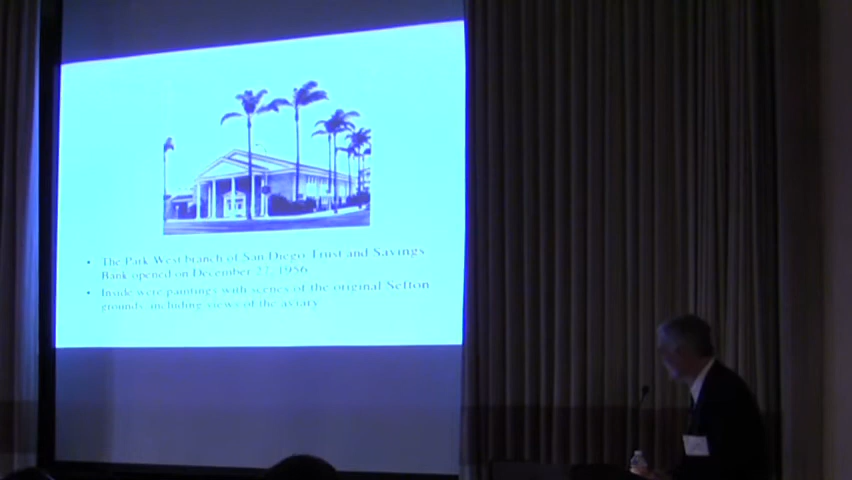 • The Park West branch of San Diego Trust and Savings
Bank opened on December 27, 1956
• Inside were paintings with scenes of the original Sefton
grounds, including views of the aviary.